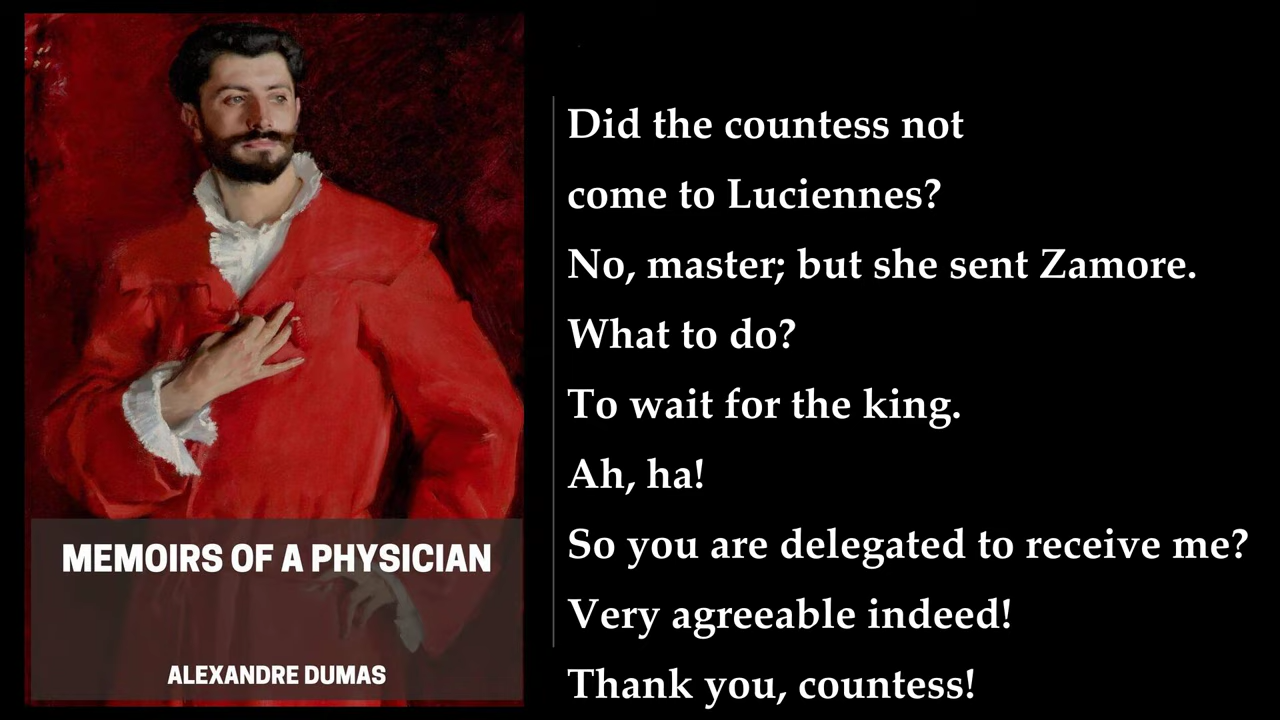 MEMOIRS OF A PHYSICIAN
ALEXANDRE DUMAS
Did the countess not
come to Luciennes?
No, master; but she sent Zamore.
What to do?
To wait for the king.
Ah, ha!
So you are delegated to receive me?
Very agreeable indeed!
Thank you, countess!